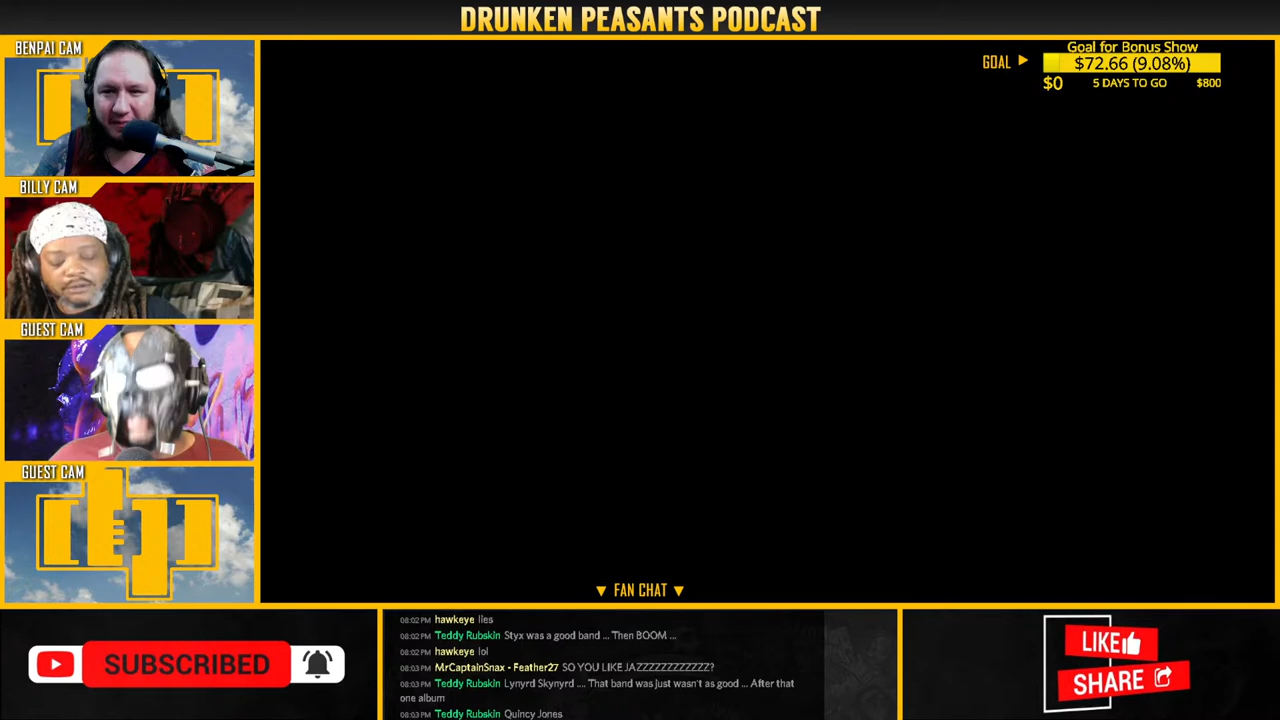 DRUNKEN PEASANTS PODCAST
BENPAI CAM
BILLY CAM
GUEST CAM
GUEST CAM
GOAL ►
Goal for Bonus Show
$72.66 (9.08%)
$0 5 DAYS TO GO $800
▼ FAN CHAT ▼
08:02 PM hawkeye lies
08:02 PM Teddy Rubskin Styx was a good band ... Then BOOM ...
08:02 PM hawkeye lol
08:03 PM MrCaptainSnax - Feather27 SO YOU LIKE JAZZZZZZZZZZZZ?
08:03 PM Teddy Rubskin Lynyrd Skynyrd .... That band was just wasn't as good ... After that
one album
08:03 PM Teddy Rubskin Quincy Jones
SUBSCRIBED
LIKE
SHARE